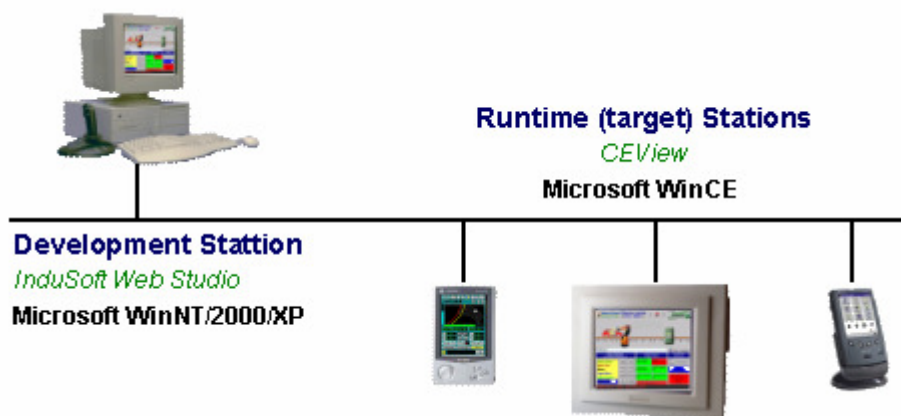 Runtime (target) Stations
CEView
Microsoft WinCE
Development Stattion
InduSoft Web Studio
Microsoft WinNT/2000/XP